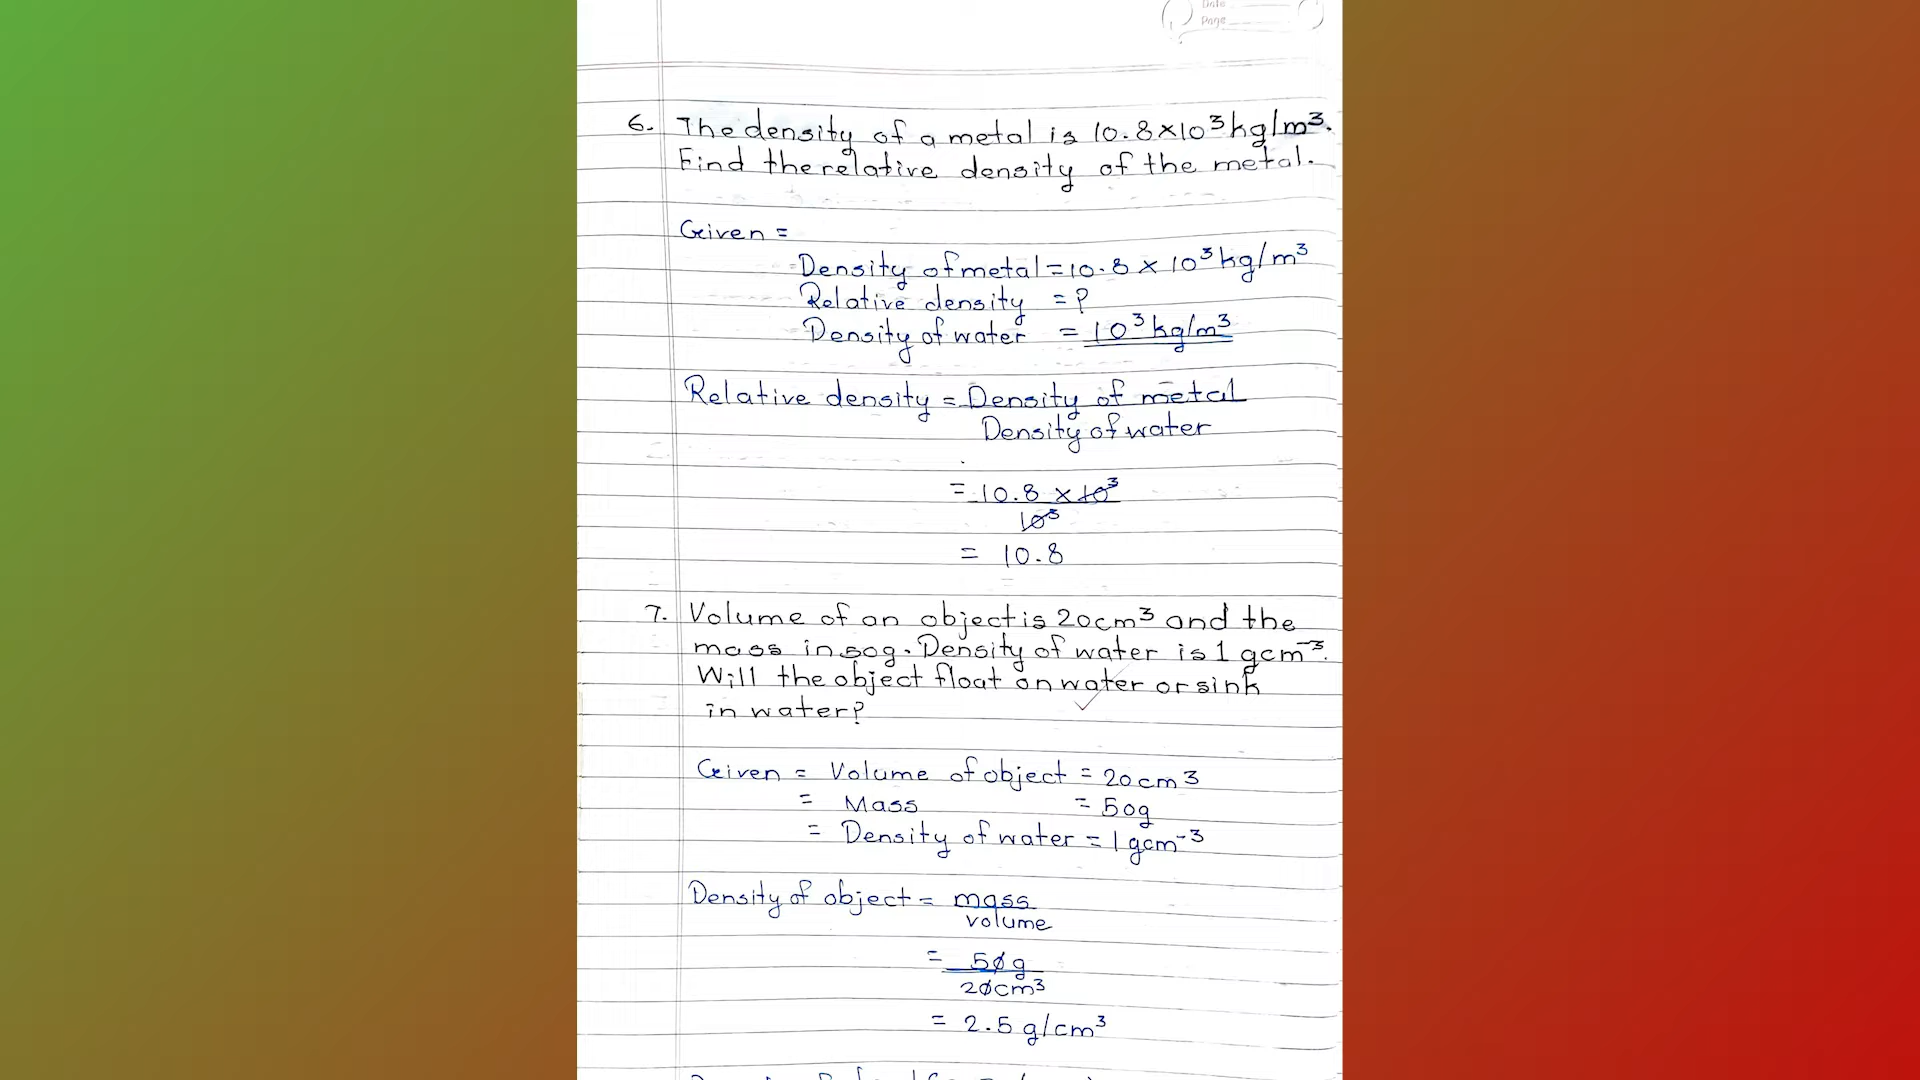 Date
Page
6. The density of a metal is 10.8×10³kg/m³.
Find the relative density of the metal.
Given =
Density of metal = 10.8 × 10³ kg/m³
Relative density = ?
Density of water = 10³ kg/m³
Relative density = Density of metal
Density of water
= 10.8 × 10³
10³
= 10.8
7. Volume of an object is 20cm³ and the
mass in 50g. Density of water is 1 gcm⁻³.
Will the object float on water or sink
in water?
Given = Volume of object = 20cm3
= Mass = 50g
= Density of water = 1 gcm⁻³
Density of object = mass
volume
= 50g
20cm³
= 2.5 g/cm³